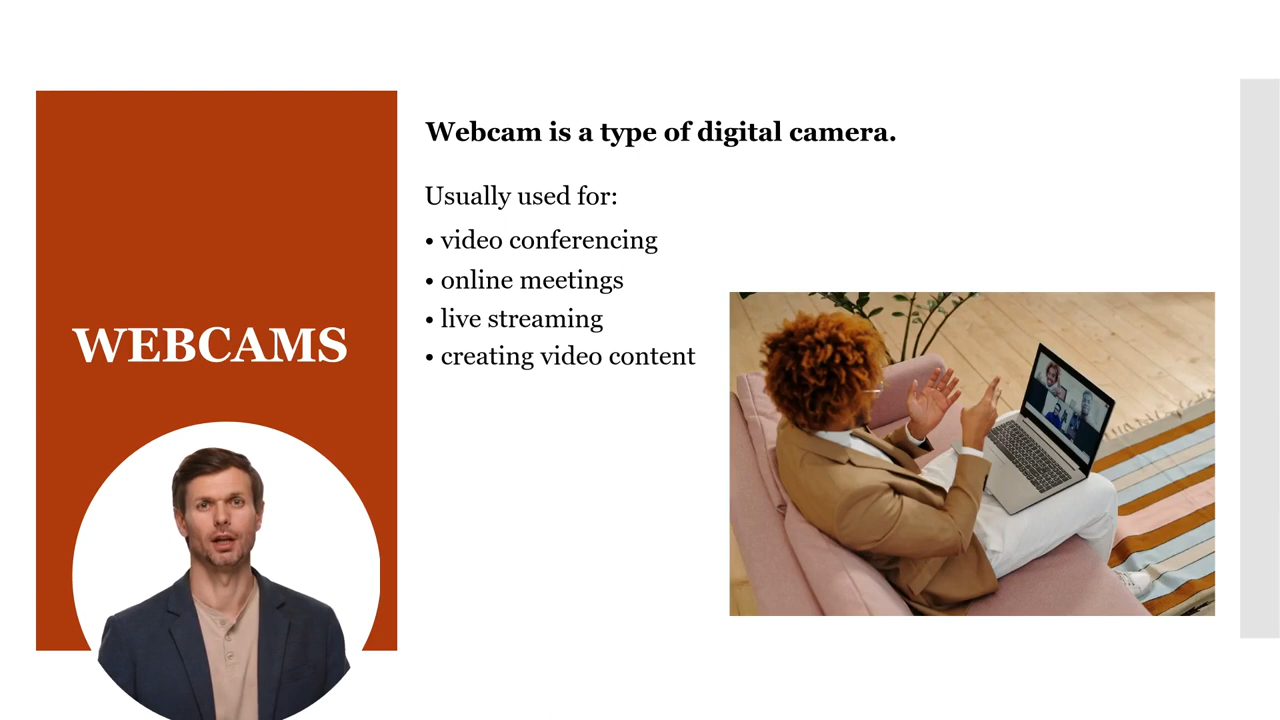 WEBCAMS
Webcam is a type of digital camera.
Usually used for:
• video conferencing
• online meetings
• live streaming
• creating video content